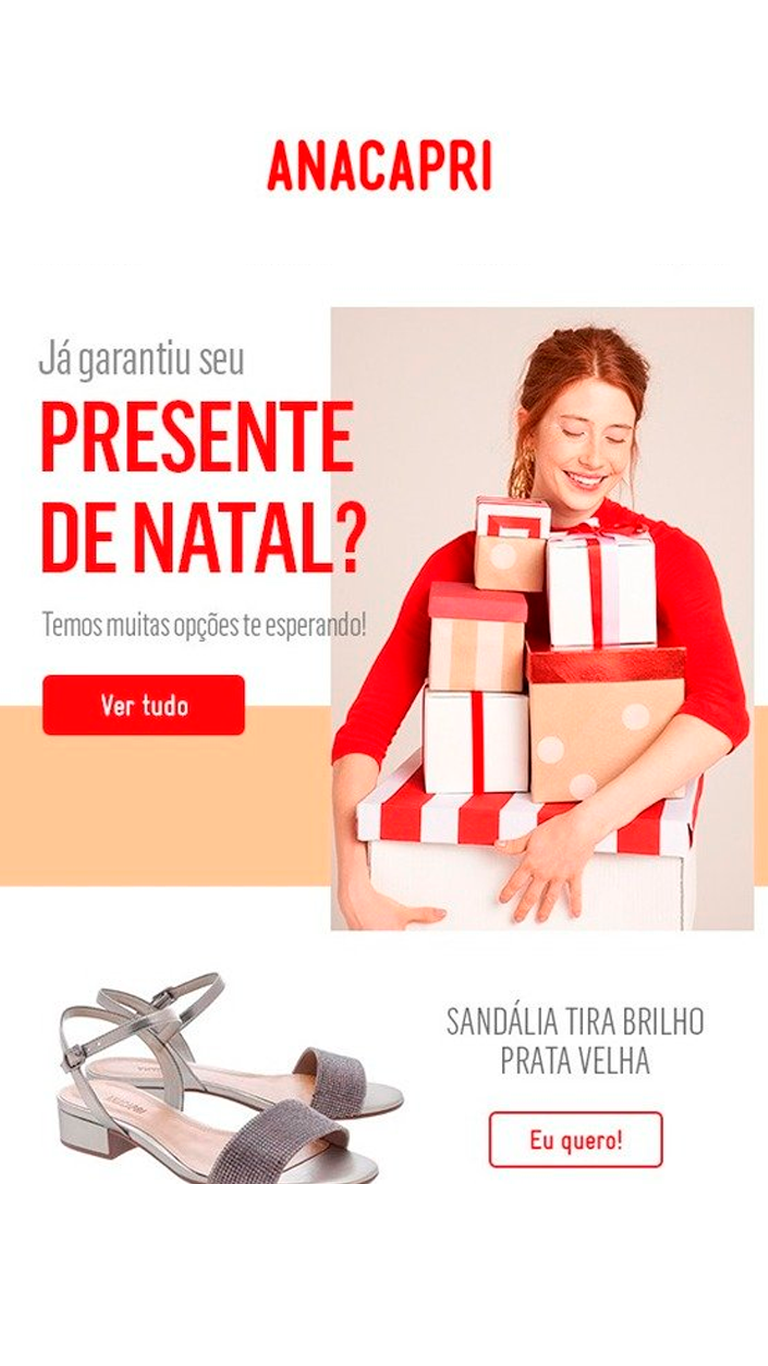 ANACAPRI
Já garantiu seu
PRESENTE
DE NATAL?
Temos muitas opções te esperando!
Ver tudo
SANDÁLIA TIRA BRILHO
PRATA VELHA
Eu quero!
ANACAPRI